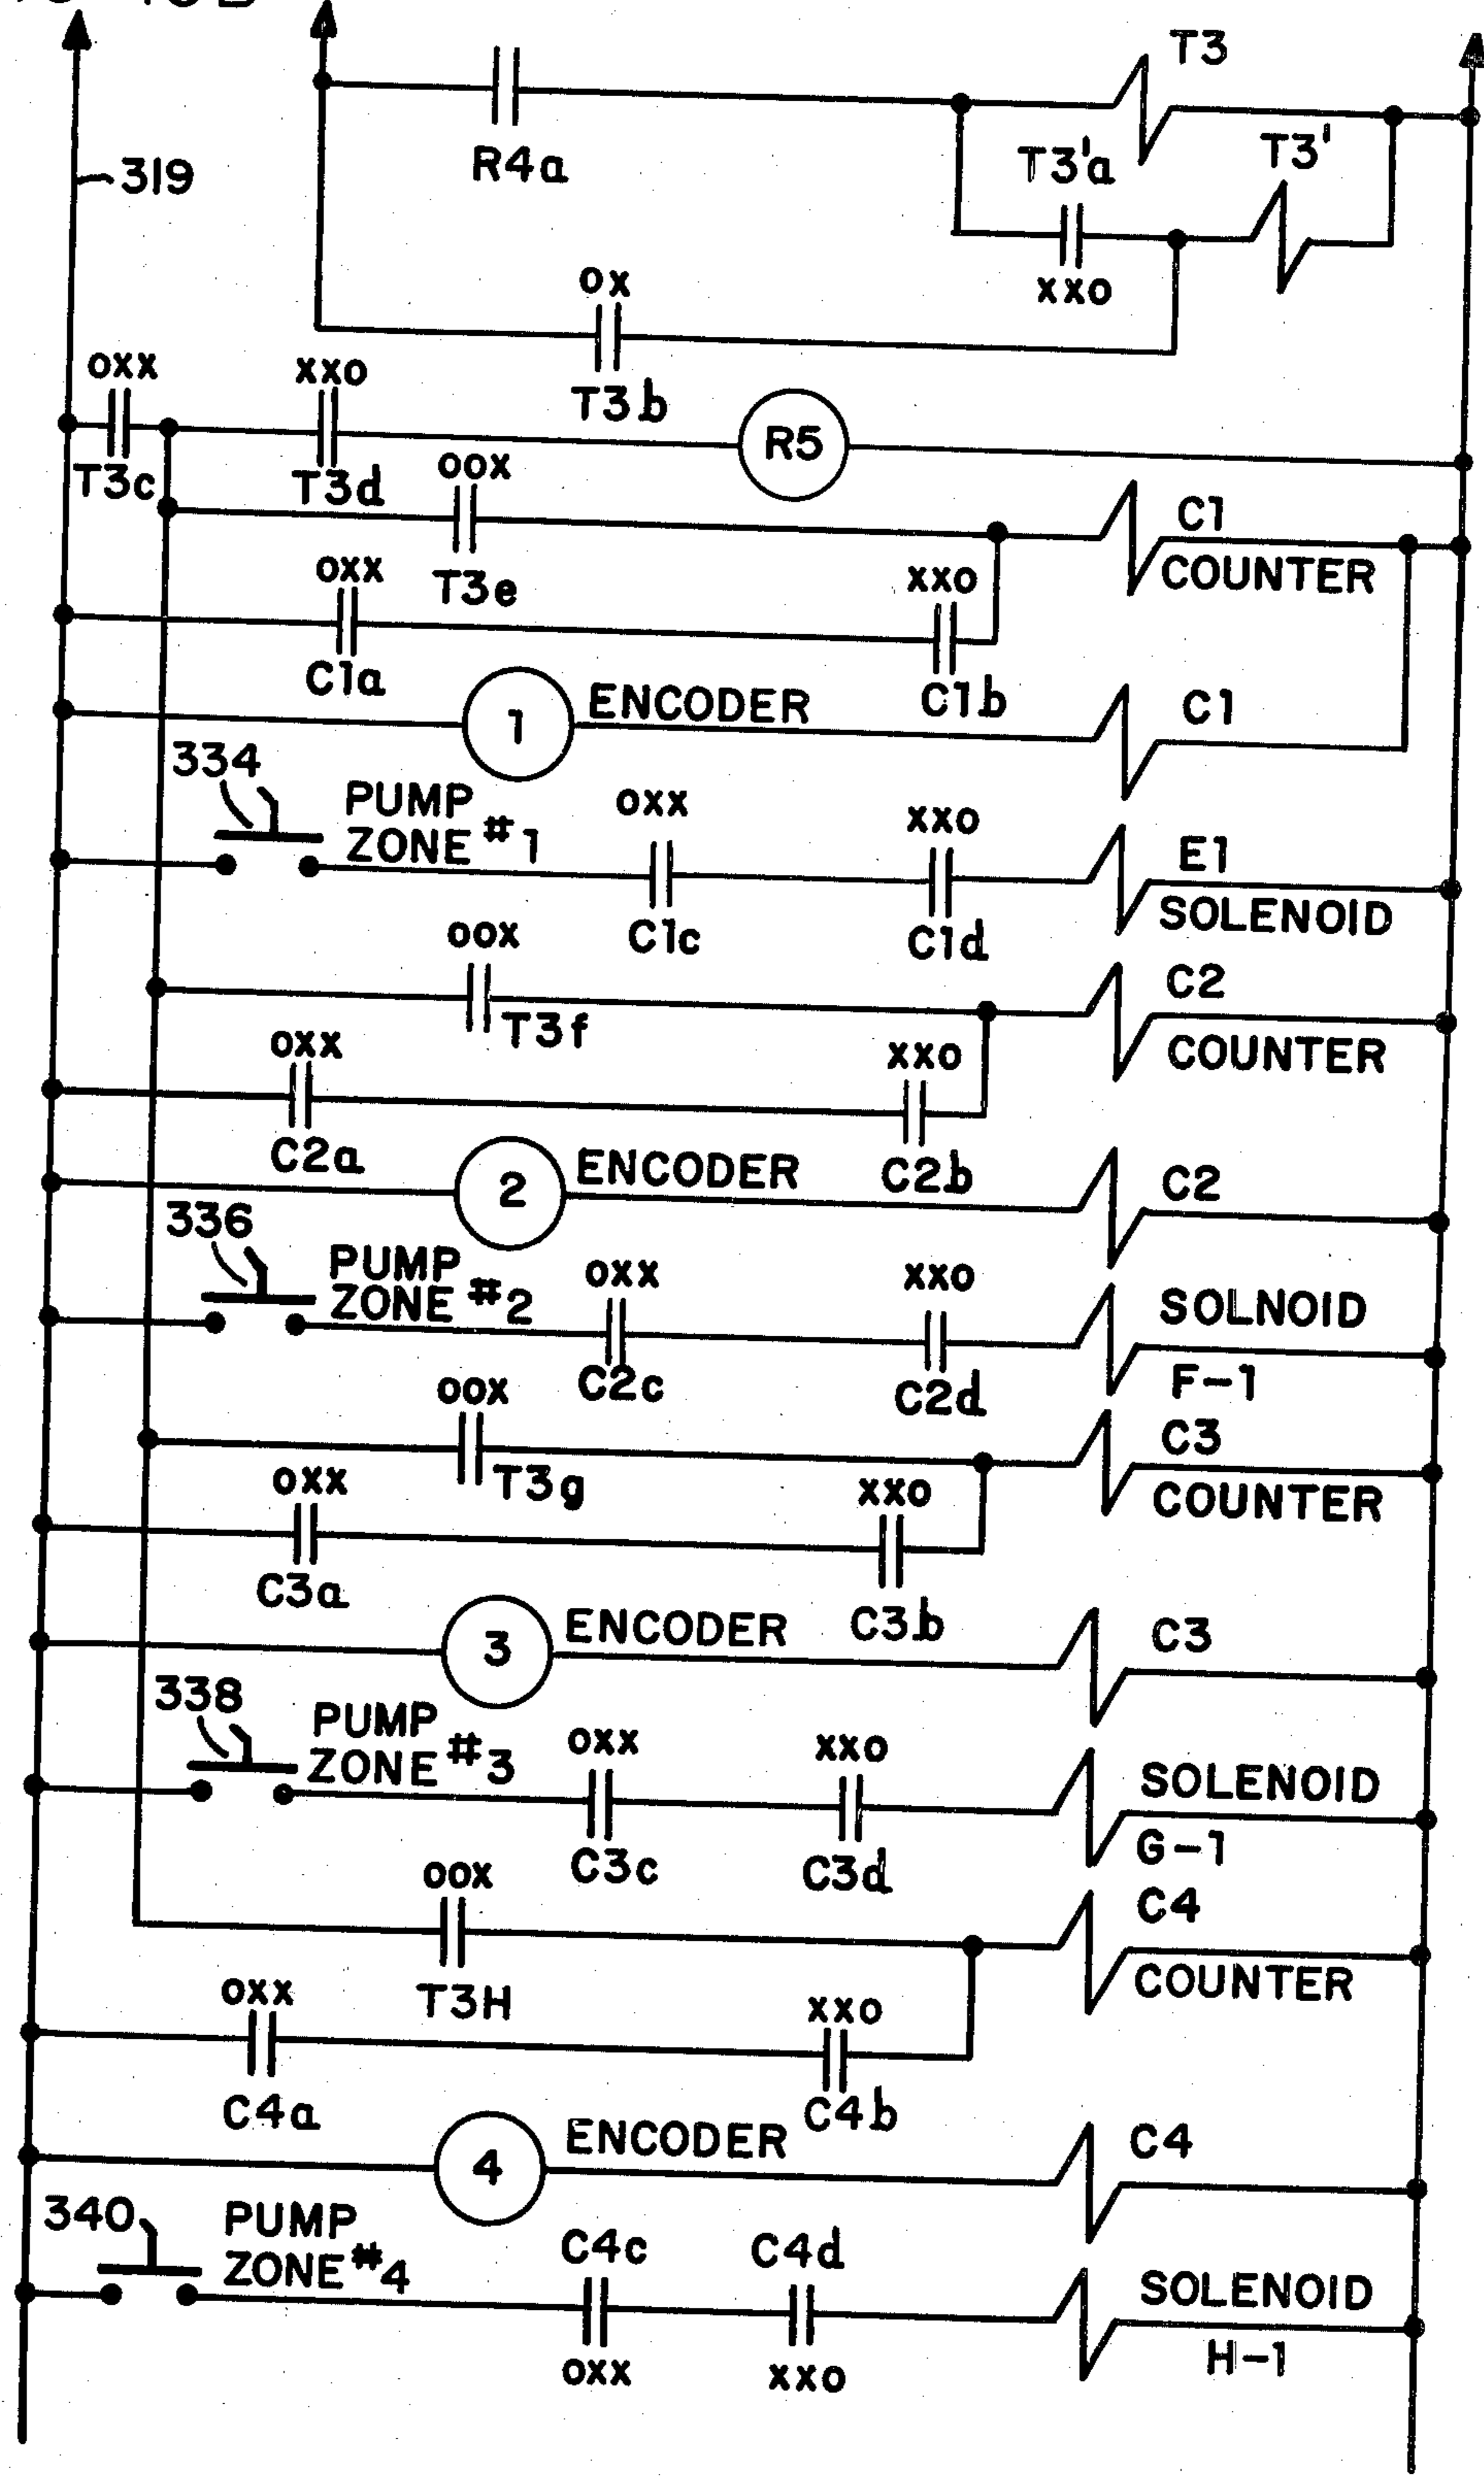 T3
319
R4a
T3'a
T3'
xxo
ox
T3b
oxx
xxo
R5
T3c
T3d
oox
C1
COUNTER
T3e
oxx
xxo
C1a
C1b
1
ENCODER
C1
334
PUMP
ZONE #1
oxx
xxo
E1
SOLENOID
C1c
C1d
oox
C2
COUNTER
T3f
oxx
xxo
C2a
C2b
2
ENCODER
C2
336
PUMP
ZONE #2
oxx
xxo
SOLNOID
F-1
C2c
C2d
oox
C3
COUNTER
T3g
oxx
xxo
C3a
C3b
3
ENCODER
C3
338
PUMP
ZONE #3
oxx
xxo
SOLENOID
G-1
C3c
C3d
oox
C4
COUNTER
T3H
oxx
xxo
C4a
C4b
4
ENCODER
C4
340
PUMP
ZONE #4
C4c
C4d
SOLENOID
H-1
oxx
xxo